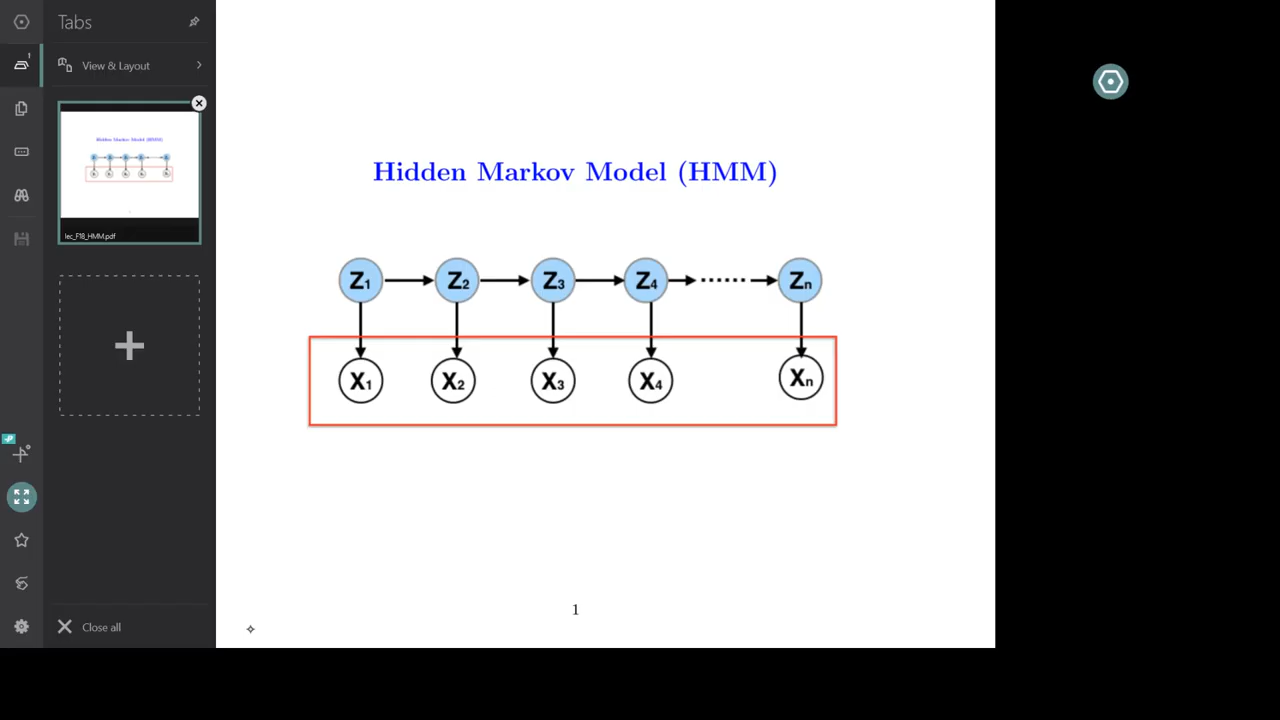 Tabs
View & Layout
lec_F18_HMM.pdf
Close all
Hidden Markov Model (HMM)
Z1 Z2 Z3 Z4 ...... Zn
X1 X2 X3 X4 Xn
1